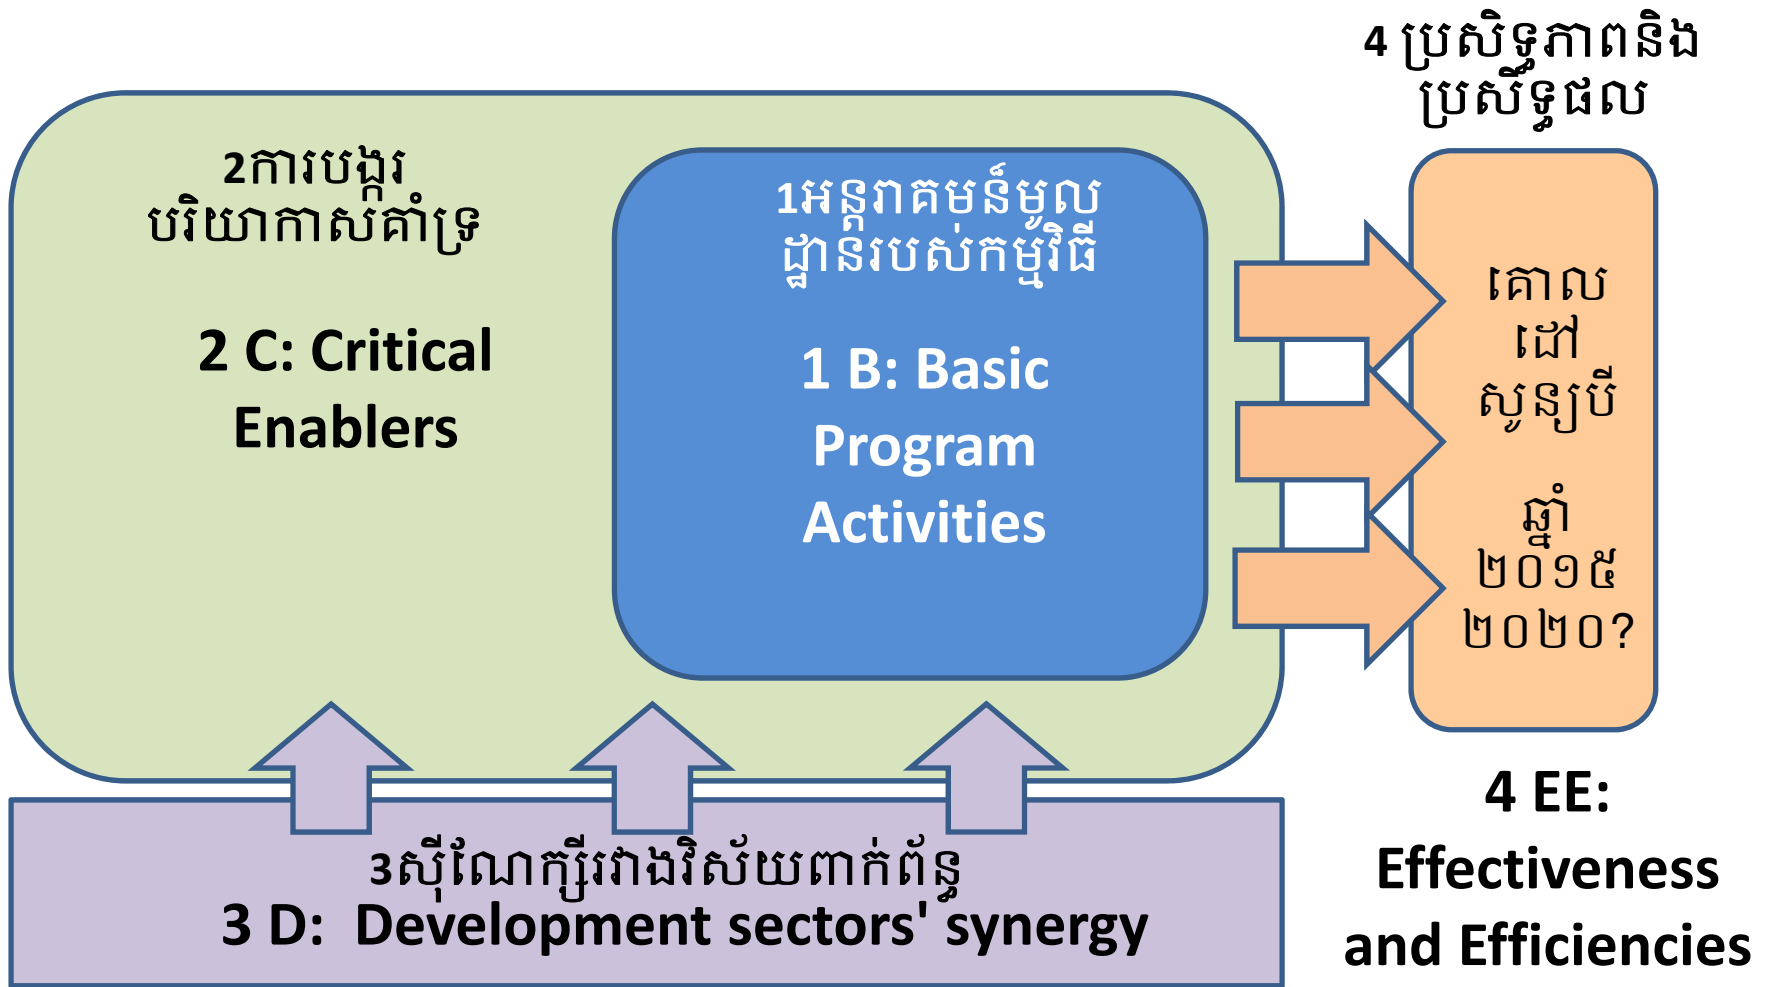 2ការបង្ករ
បរិយាកាសគាំទ្រ
2 C: Critical
Enablers
1អន្តរាគមន៍មូល
ដ្ឋានរបស់កម្មវិធី
1 B: Basic
Program
Activities
3ស៊ីណែក្សីរវាងវិស័យពាក់ព័ន្ធ
3 D: Development sectors' synergy
4 ប្រសិទ្ធភាពនិង
ប្រសិទ្ធផល
គោល
ដៅ
សូន្យបី
ឆ្នាំ
២០១៥
២០២០?
4 EE:
Effectiveness
and Efficiencies